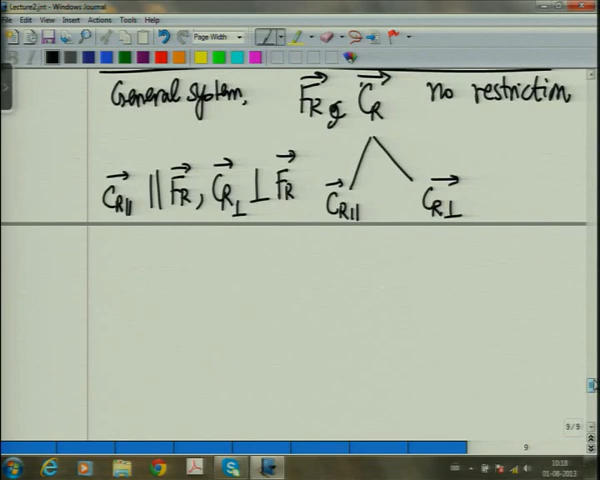 Lecture2.jnt - Windows Journal
File Edit View Insert Actions Tools Help
Page Width
General system, F⃗R & C⃗R no restriction
C⃗R|| || F⃗R, C⃗R⊥ ⊥ F⃗R C⃗R|| C⃗R⊥
9/9
9
10:18
01-08-2013